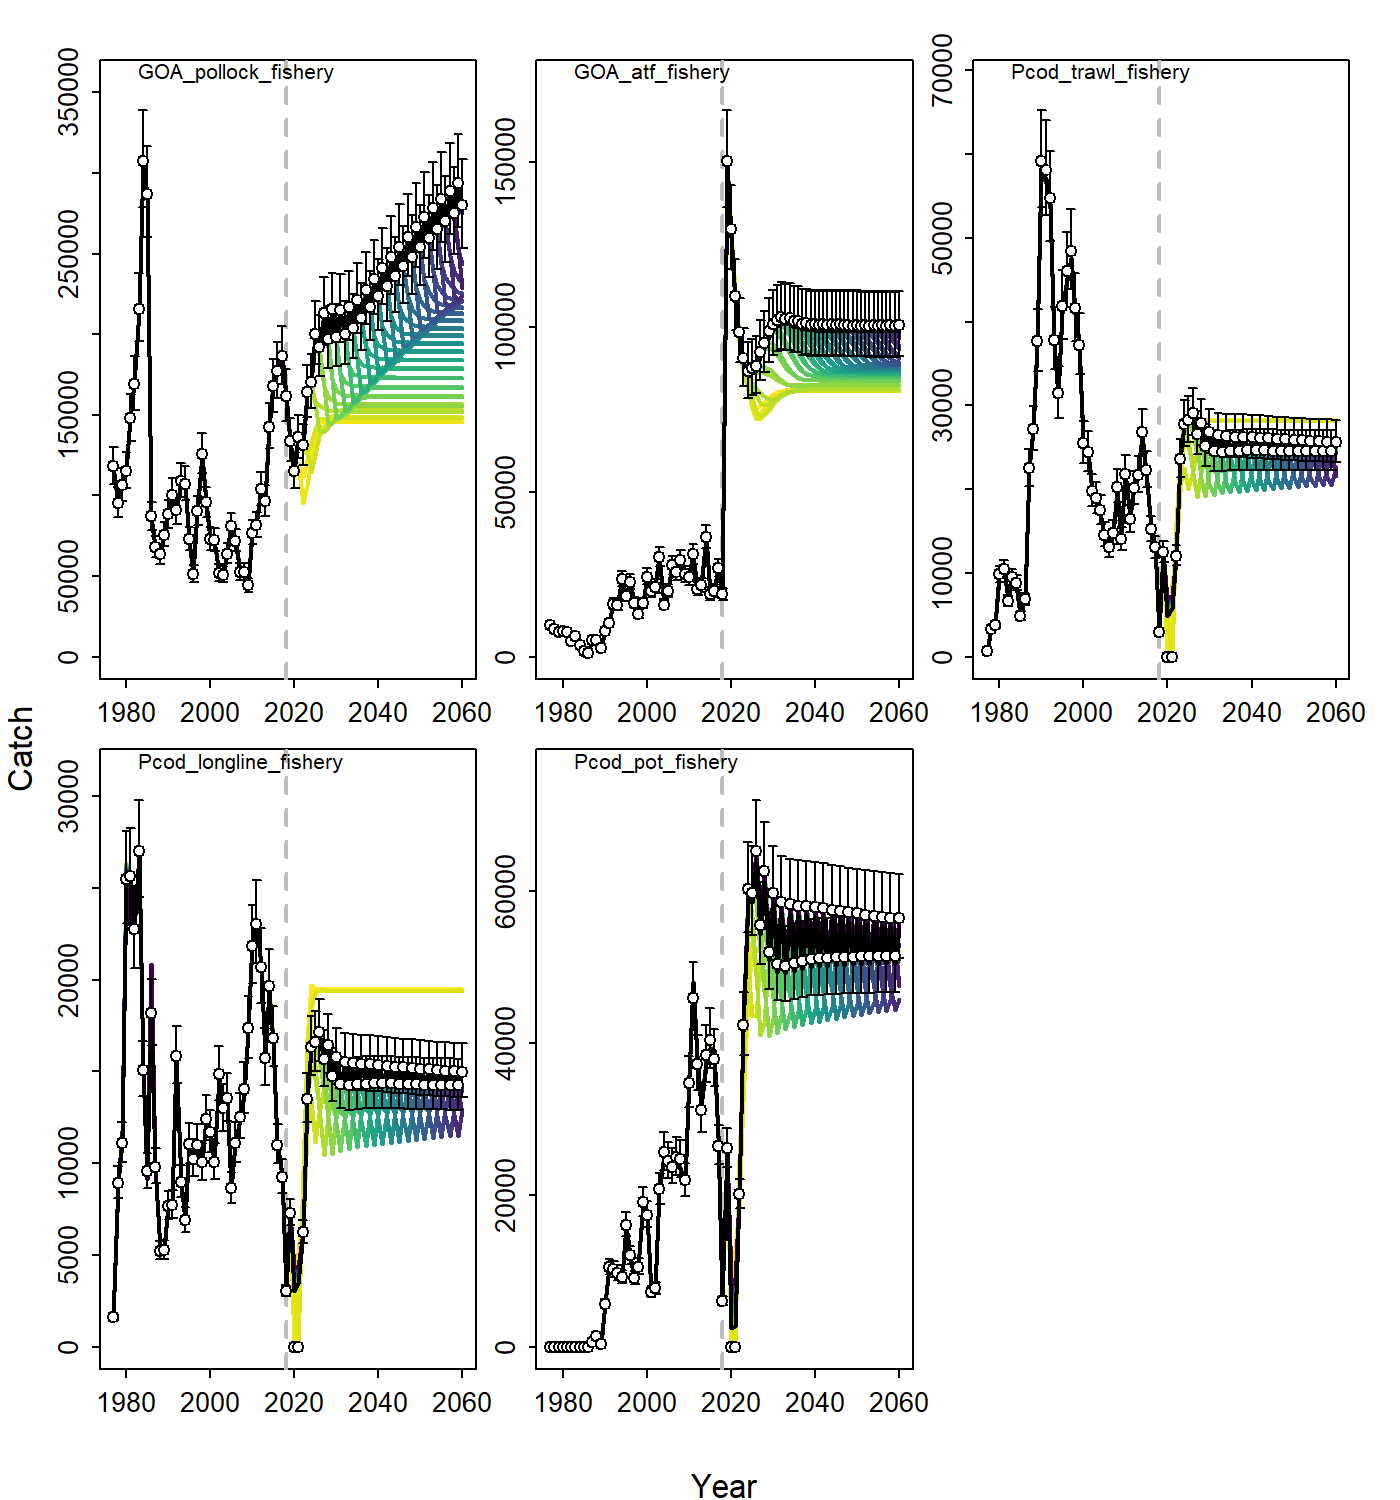 GOA_pollock_fishery
0
50000
150000
250000
350000
1980 2000 2020 2040 2060
GOA_atf_fishery
0
50000
100000
150000
1980 2000 2020 2040 2060
Pcod_trawl_fishery
0
10000
30000
50000
70000
1980 2000 2020 2040 2060
Catch
Pcod_longline_fishery
0
5000
10000
20000
30000
1980 2000 2020 2040 2060
Pcod_pot_fishery
0
20000
40000
60000
1980 2000 2020 2040 2060
Year